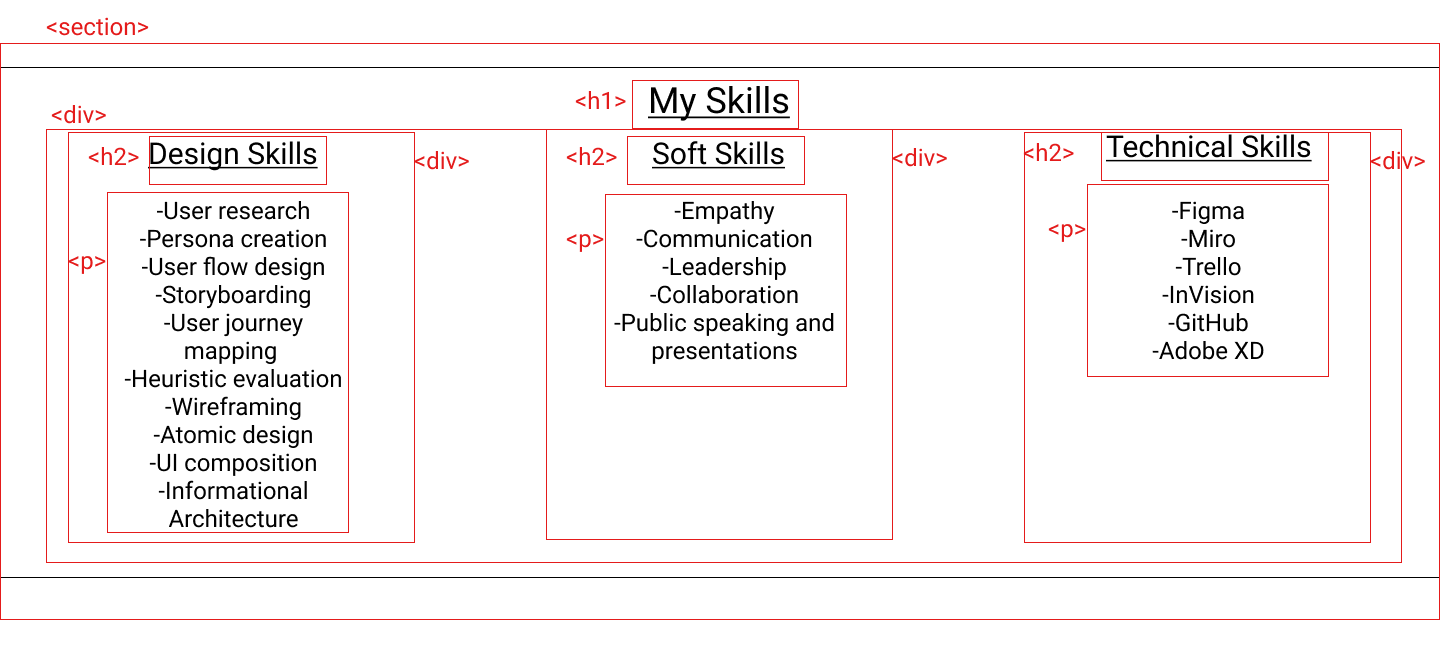 <section>
<h1> My Skills
<div>
<h2> Design Skills
<div>
<p>
-User research
-Persona creation
-User flow design
-Storyboarding
-User journey
mapping
-Heuristic evaluation
-Wireframing
-Atomic design
-UI composition
-Informational
Architecture
<h2> Soft Skills
<div>
<p>
-Empathy
-Communication
-Leadership
-Collaboration
-Public speaking and
presentations
<h2> Technical Skills
<div>
<p>
-Figma
-Miro
-Trello
-InVision
-GitHub
-Adobe XD